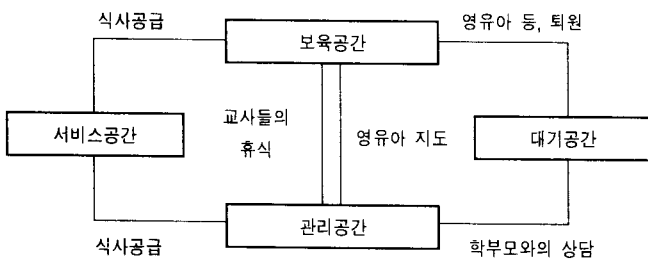 식사공급
보육공간
영유아 등, 퇴원
서비스공간
교사들의
휴식
영유아 지도
대기공간
관리공간
식사공급
학부모와의 상담